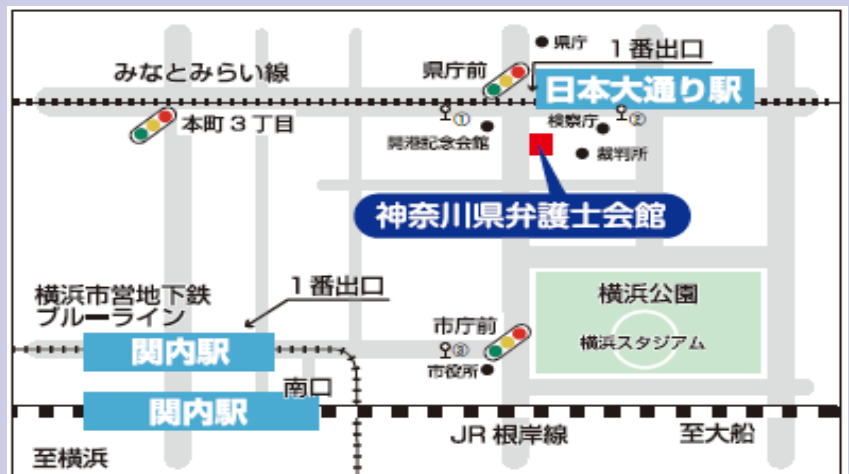 県庁
1番出口
みなとみらい線
県庁前
日本大通り駅
本町3丁目
①
開港記念会館
検察庁
②
裁判所
神奈川県弁護士会館
横浜市営地下鉄
ブルーライン
1番出口
関内駅
市庁前
③
市役所
横浜公園
横浜スタジアム
南口
関内駅
JR根岸線
至大船
至横浜